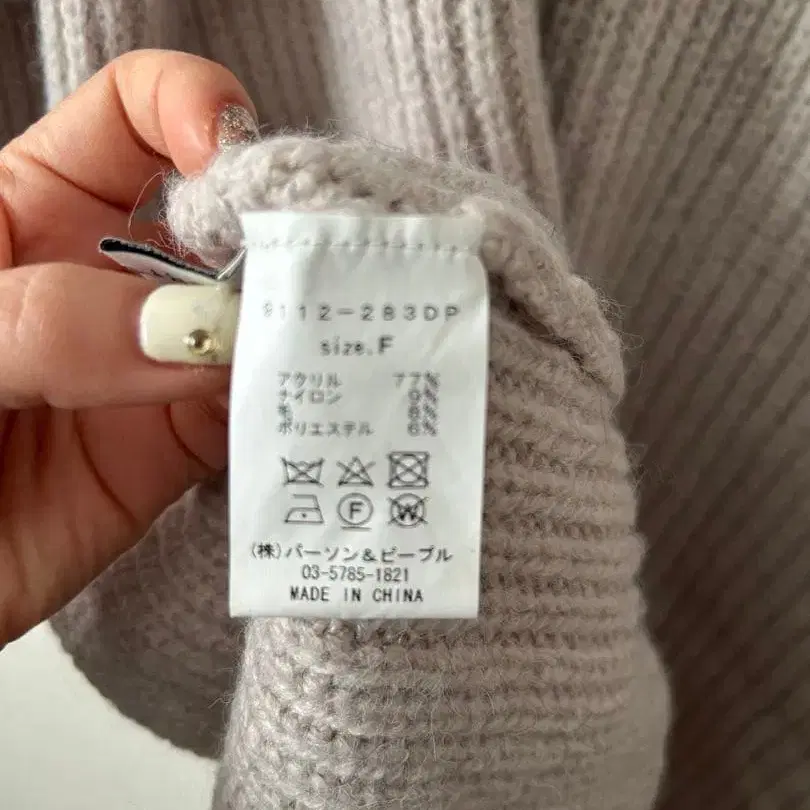 9112-283DP
size.F
アクリル 77%
ナイロン 9%
毛 8%
ポリエステル 6%
F W
(株)パーソン&ピープル
03-5785-1821
MADE IN CHINA